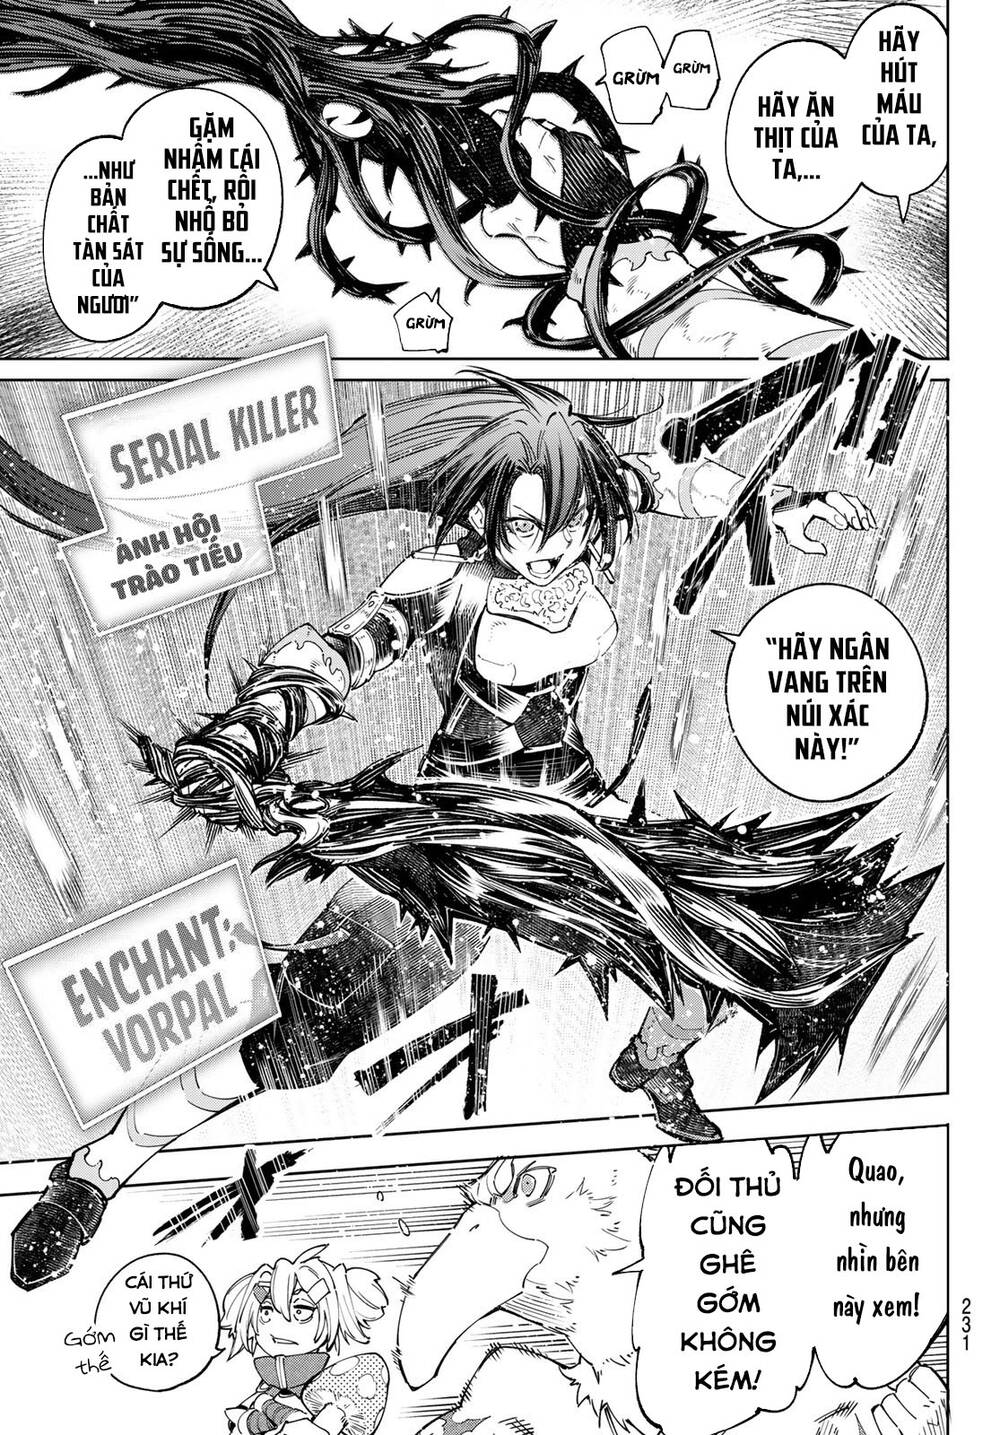 HÃY
HÚT
MÁU
CỦA TA,
HÃY ĂN
THỊT CỦA
TA,...
GRỪM
GRỪM
GẶM
NHẤM CÁI
CHẾT, RỒI
NHỔ BỎ
SỰ SỐNG...
...NHƯ
BẢN
CHẤT
TÀN SÁT
CỦA
NGƯƠI”
GRỪM
SERIAL KILLER
ẢNH HỘI
TRÀO TIẾU
“HÃY NGÂN
VANG TRÊN
NÚI XÁC
NÀY!”
ENCHANT:
VORPAL
Quao,
nhưng
nhìn bên
này xem!
ĐỐI THỦ
CŨNG
GHÊ
GỚM
KHÔNG
KÉM!
CÁI THỨ
VŨ KHÍ
GÌ THẾ
KIA?
Gớm
thế
231